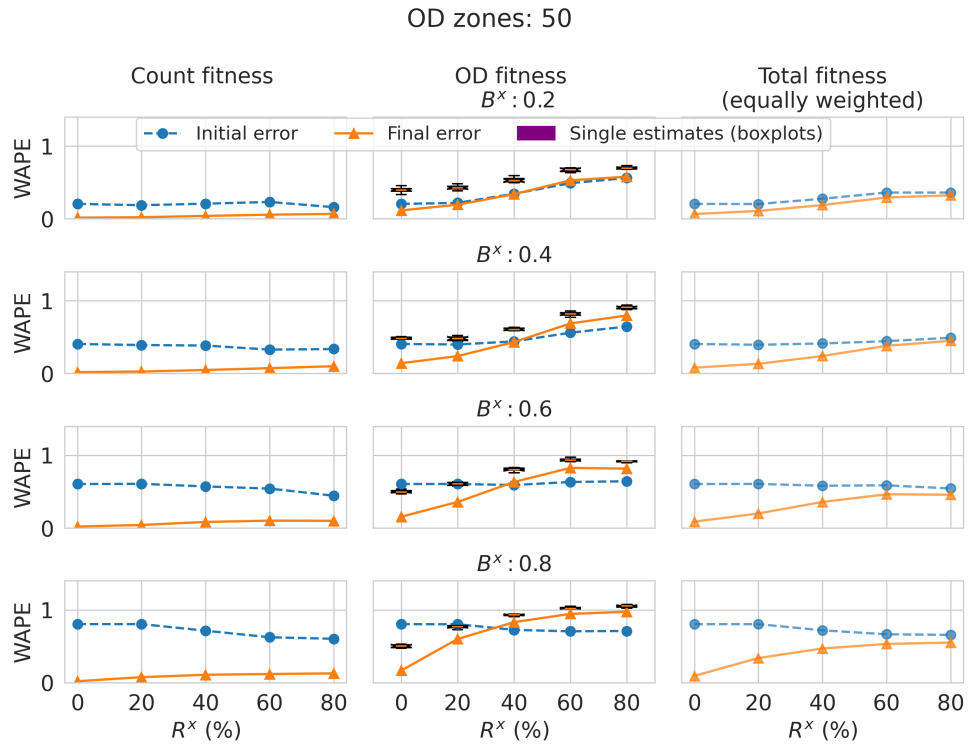 OD zones: 50
Count fitness
OD fitness
Total fitness
(equally weighted)
B^x : 0.2
Initial error
Final error
Single estimates (boxplots)
WAPE
1
0
B^x : 0.4
WAPE
1
0
B^x : 0.6
WAPE
1
0
B^x : 0.8
WAPE
1
0
0 20 40 60 80
0 20 40 60 80
0 20 40 60 80
R^x (%)
R^x (%)
R^x (%)